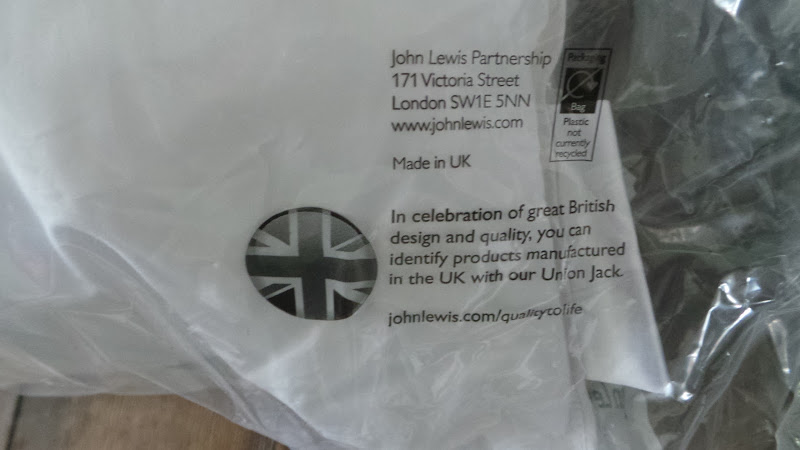 John Lewis Partnership
171 Victoria Street
London SW1E 5NN
www.johnlewis.com
Made in UK
Packaging
Bag
Plastic
not
currently
recycled
In celebration of great British
design and quality, you can
identify products manufactured
in the UK with our Union Jack.
johnlewis.com/qualitytolife